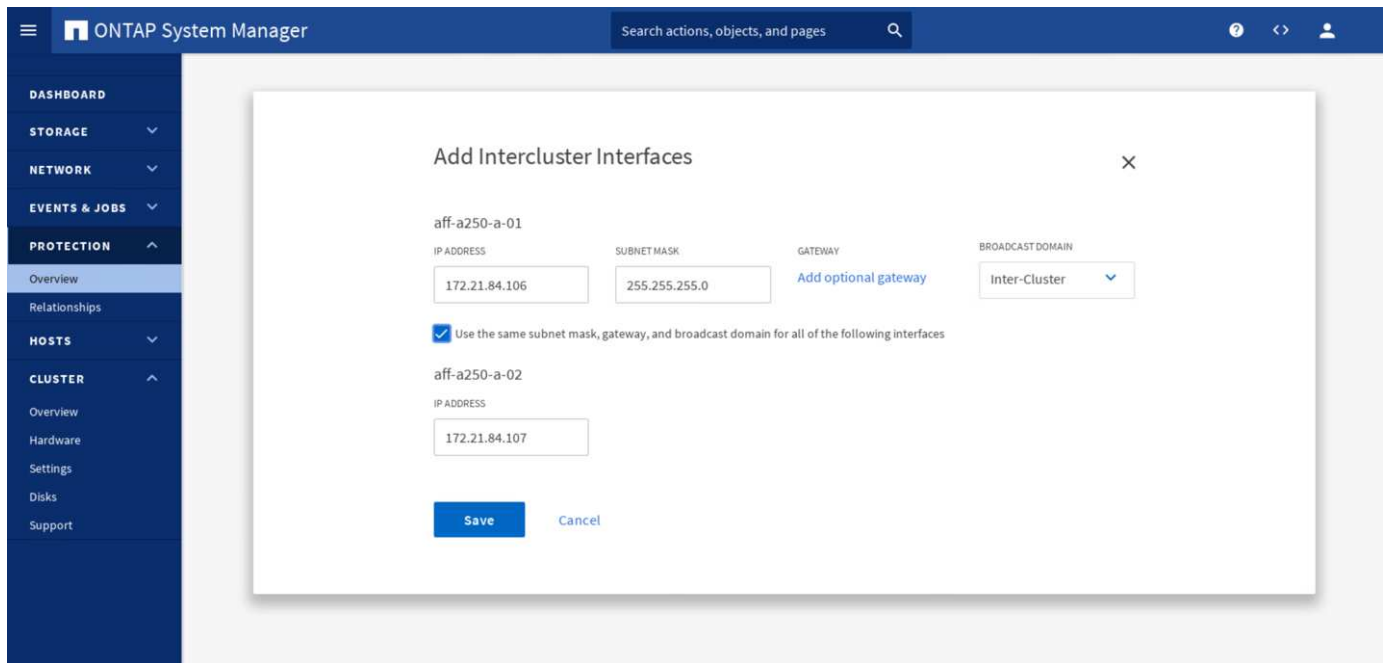 ONTAP System Manager
Search actions, objects, and pages
DASHBOARD
STORAGE
NETWORK
EVENTS & JOBS
PROTECTION
Overview
Relationships
HOSTS
CLUSTER
Overview
Hardware
Settings
Disks
Support
Add Intercluster Interfaces
aff-a250-a-01
IP ADDRESS SUBNET MASK GATEWAY BROADCAST DOMAIN
172.21.84.106 255.255.255.0 Add optional gateway Inter-Cluster
Use the same subnet mask, gateway, and broadcast domain for all of the following interfaces
aff-a250-a-02
IP ADDRESS
172.21.84.107
Save Cancel